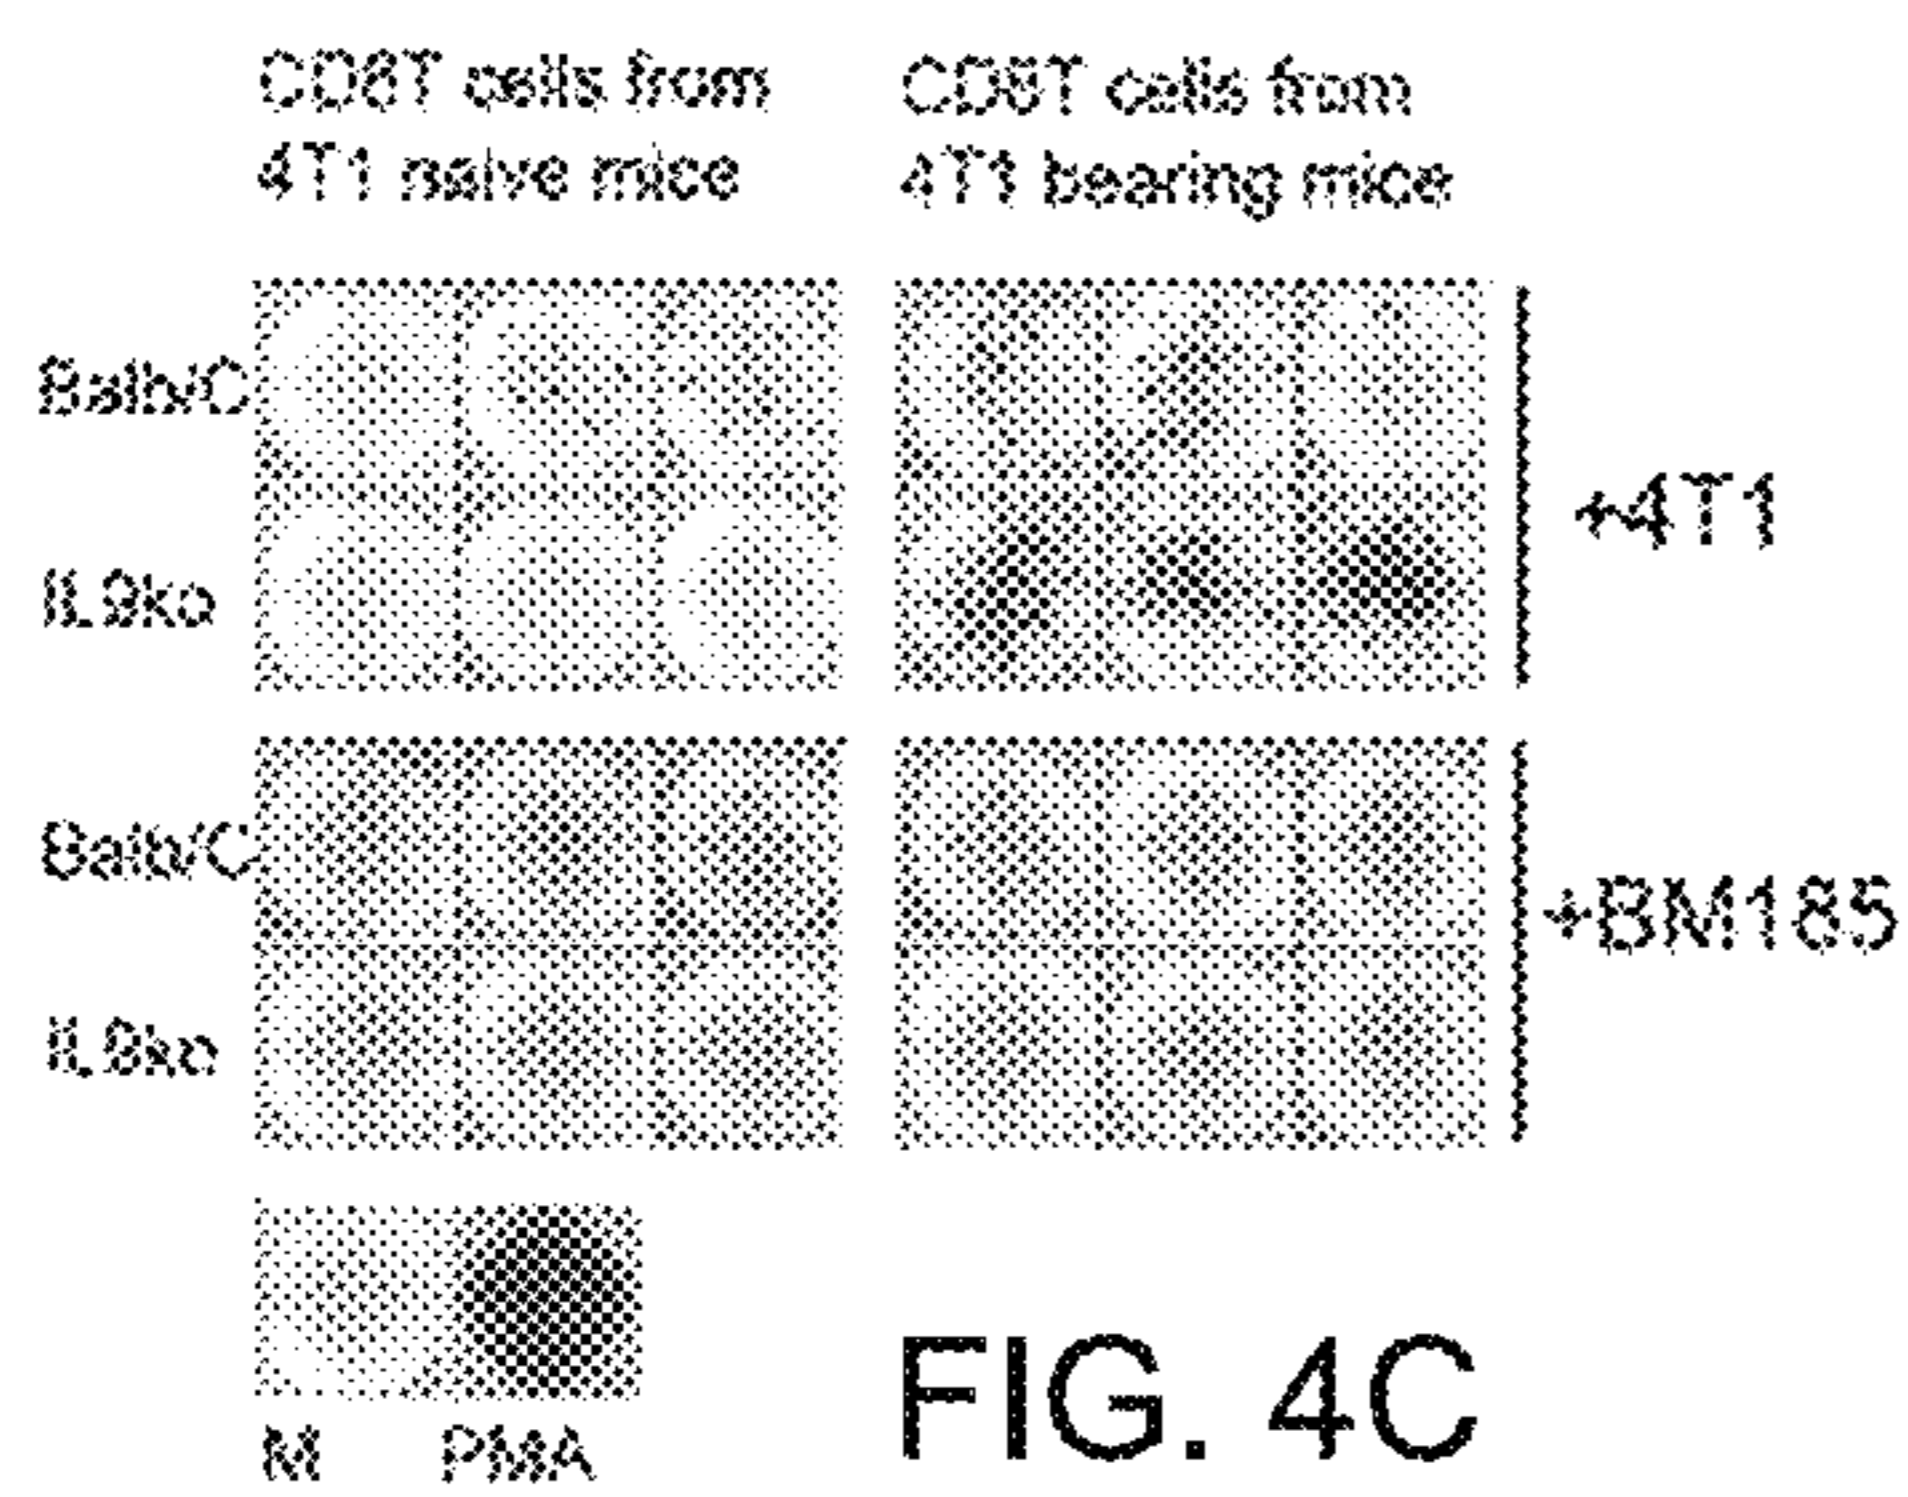 CD8T cells from
4T1 naive mice
CD8T cells from
4T1 bearing mice
Balb/C
IL9ko
+4T1
Balb/C
IL9ko
+BM185
M
PMA
FIG. 4C